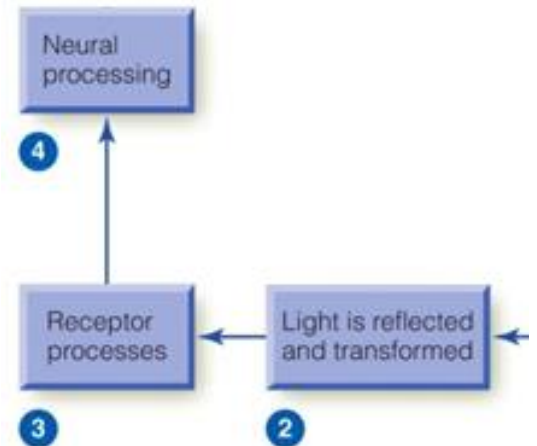 Neural
processing
4
Receptor
processes
Light is reflected
and transformed
3
2